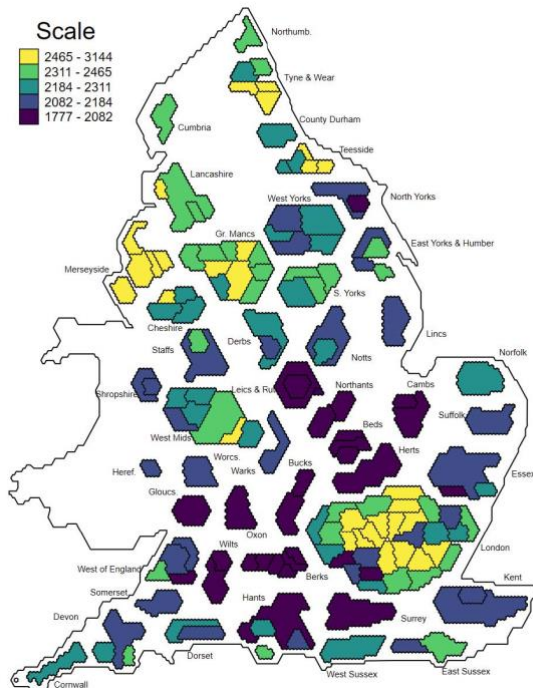 Scale
2465 - 3144
2311 - 2465
2184 - 2311
2082 - 2184
1777 - 2082
Northumb.
Tyne & Wear
County Durham
Cumbria
Teesside
Lancashire
West Yorks
North Yorks
Gr. Mancs
East Yorks & Humber
Merseyside
S. Yorks
Cheshire
Derbs
Lincs
Staffs
Notts
Norfolk
Shropshire
Leics & Rut
Northants
Cambs
Suffolk
West Mids
Beds
Worcs.
Herts
Heref.
Warks
Bucks
Essex
Gloucs.
Oxon
Wilts
London
West of England
Berks
Kent
Somerset
Hants
Devon
Surrey
Dorset
West Sussex
East Sussex
Cornwall